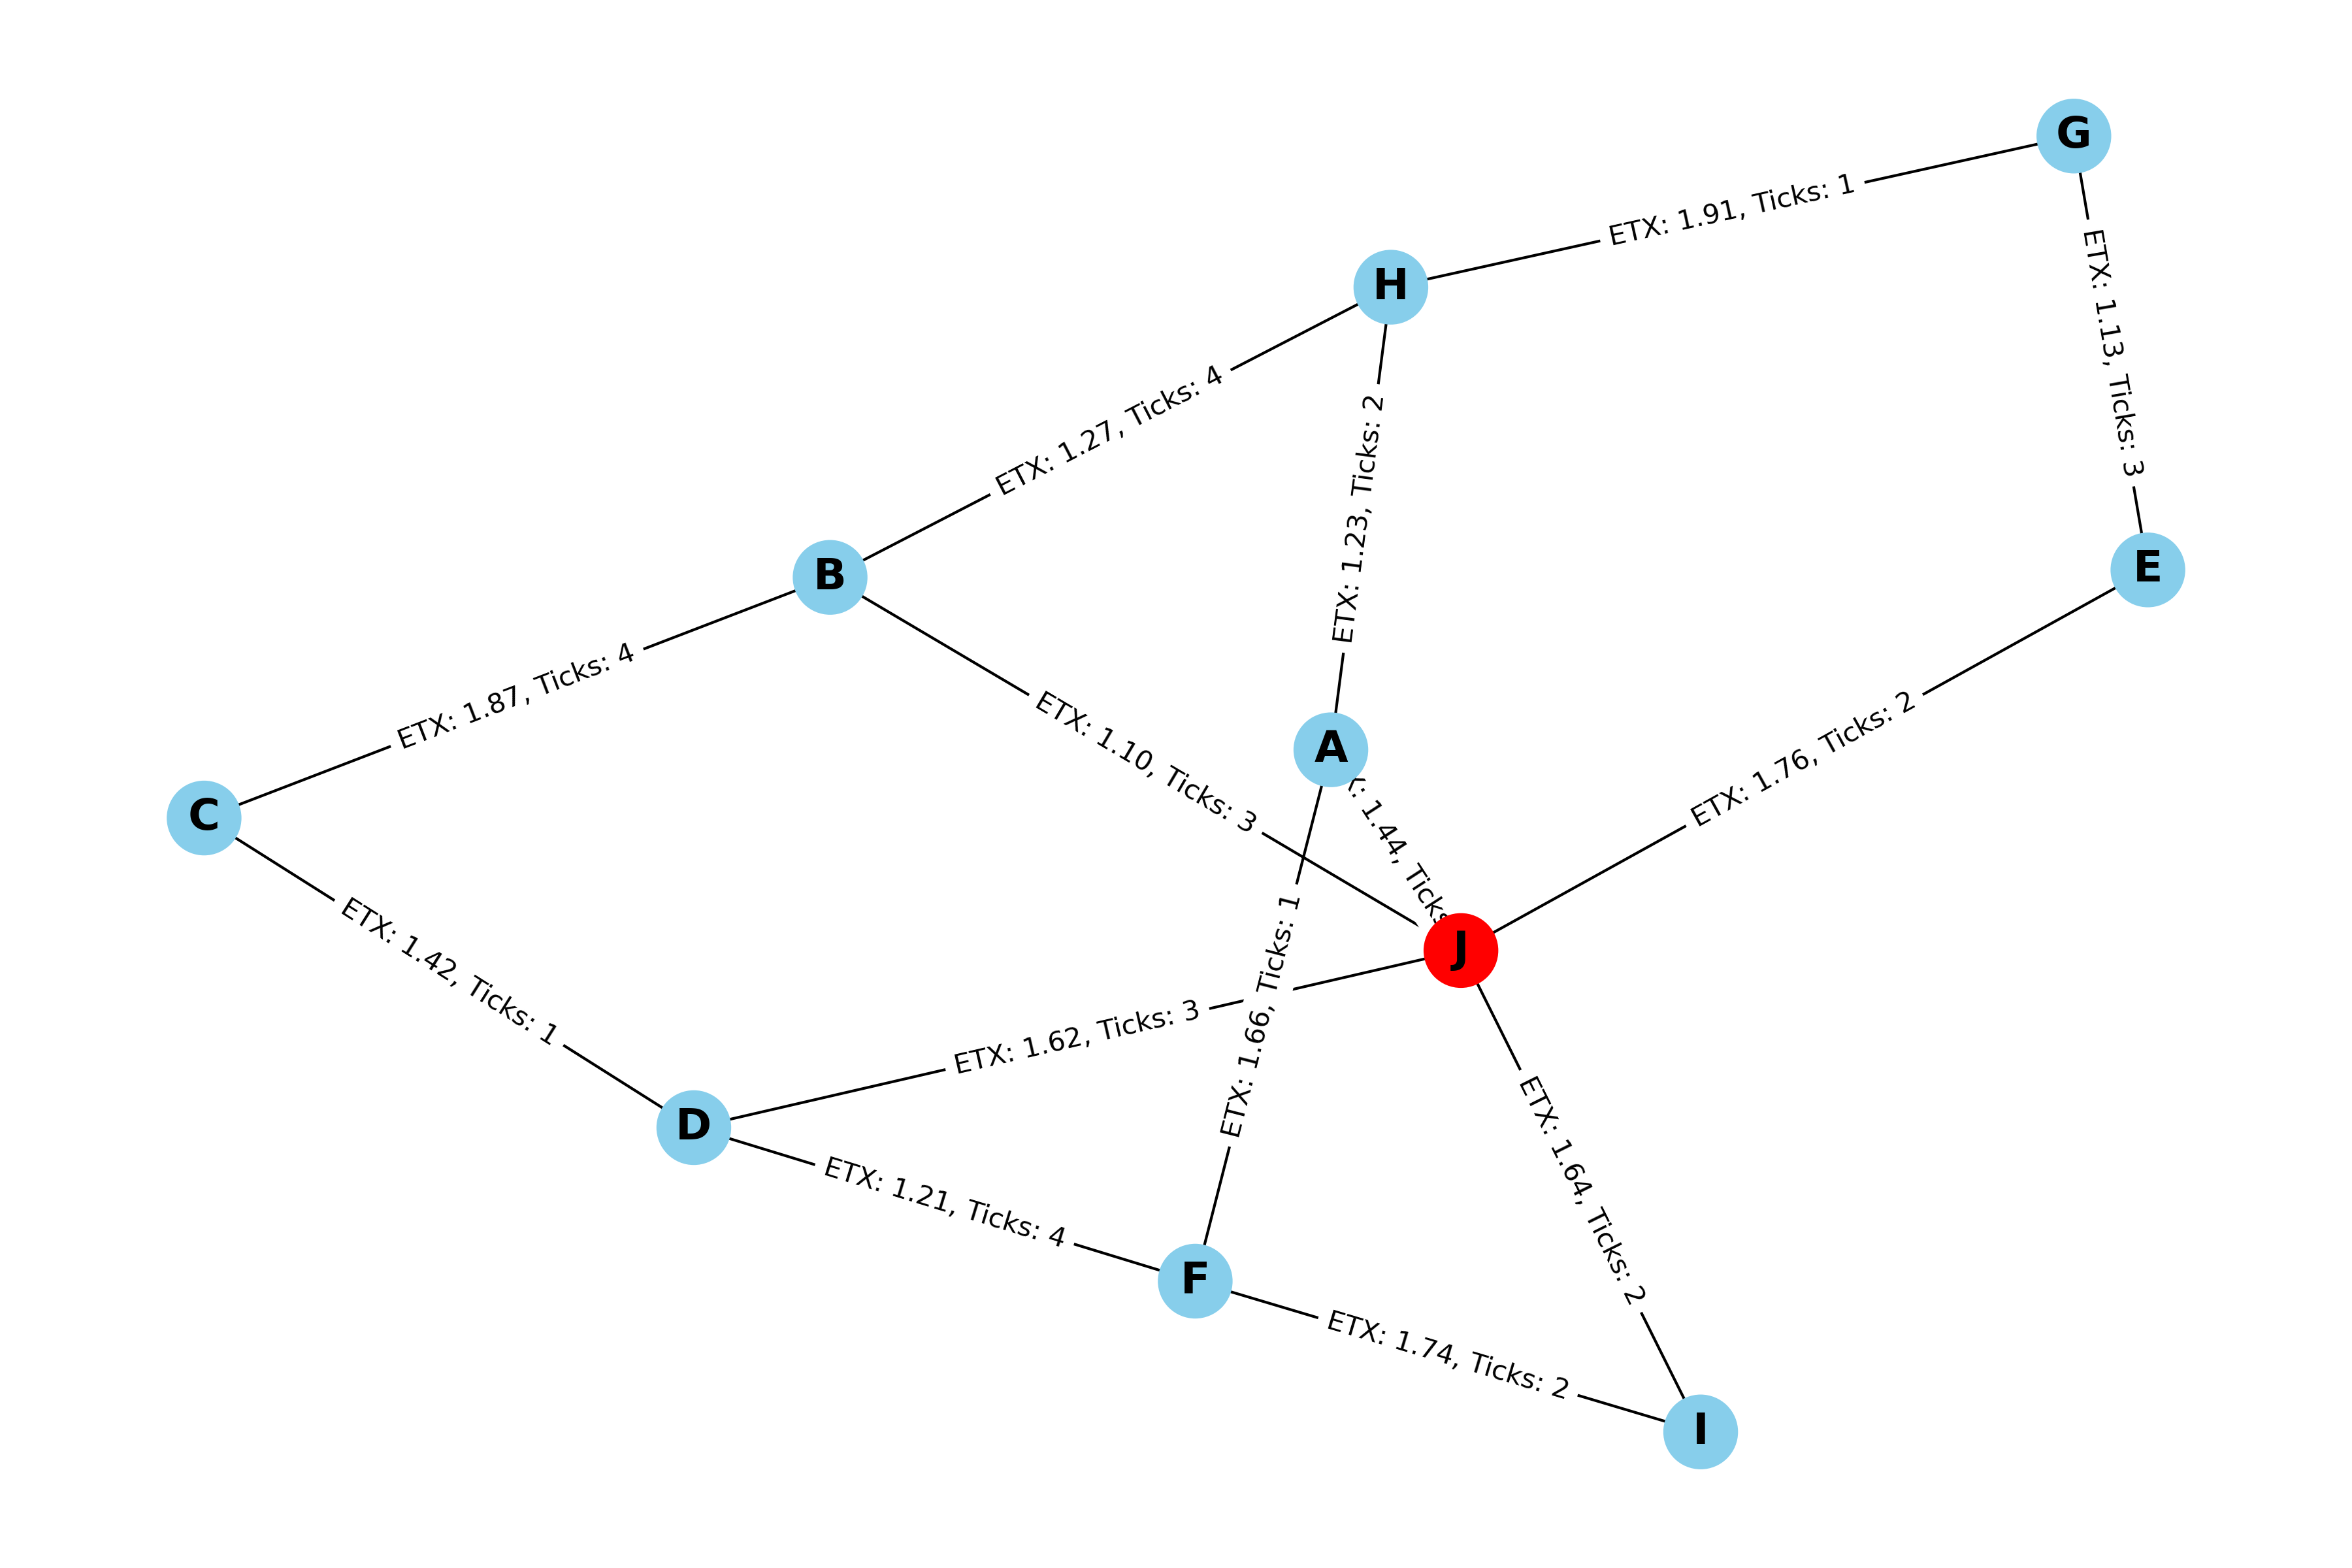 G
ETX: 1.91, Ticks: 1
H
ETX: 1.13, Ticks: 3
ETX: 1.27, Ticks: 4
ETX: 1.23, Ticks: 2
B
E
ETX: 1.87, Ticks: 4
ETX: 1.10, Ticks: 3
A
ETX: 1.76, Ticks: 2
C
1.44,
J
ETX: 1.42, Ticks: 1
ETX: 1.66, Ticks: 1
ETX: 1.62, Ticks: 3
D
ETX: 1.64, Ticks: 2
ETX: 1.21, Ticks: 4
F
ETX: 1.74, Ticks: 2
I